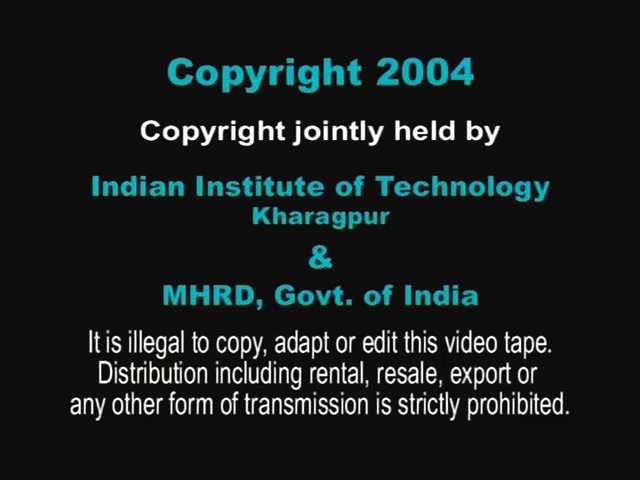 Copyright 2004
Copyright jointly held by
Indian Institute of Technology
Kharagpur
&
MHRD, Govt. of India
It is illegal to copy, adapt or edit this video tape.
Distribution including rental, resale, export or
any other form of transmission is strictly prohibited.